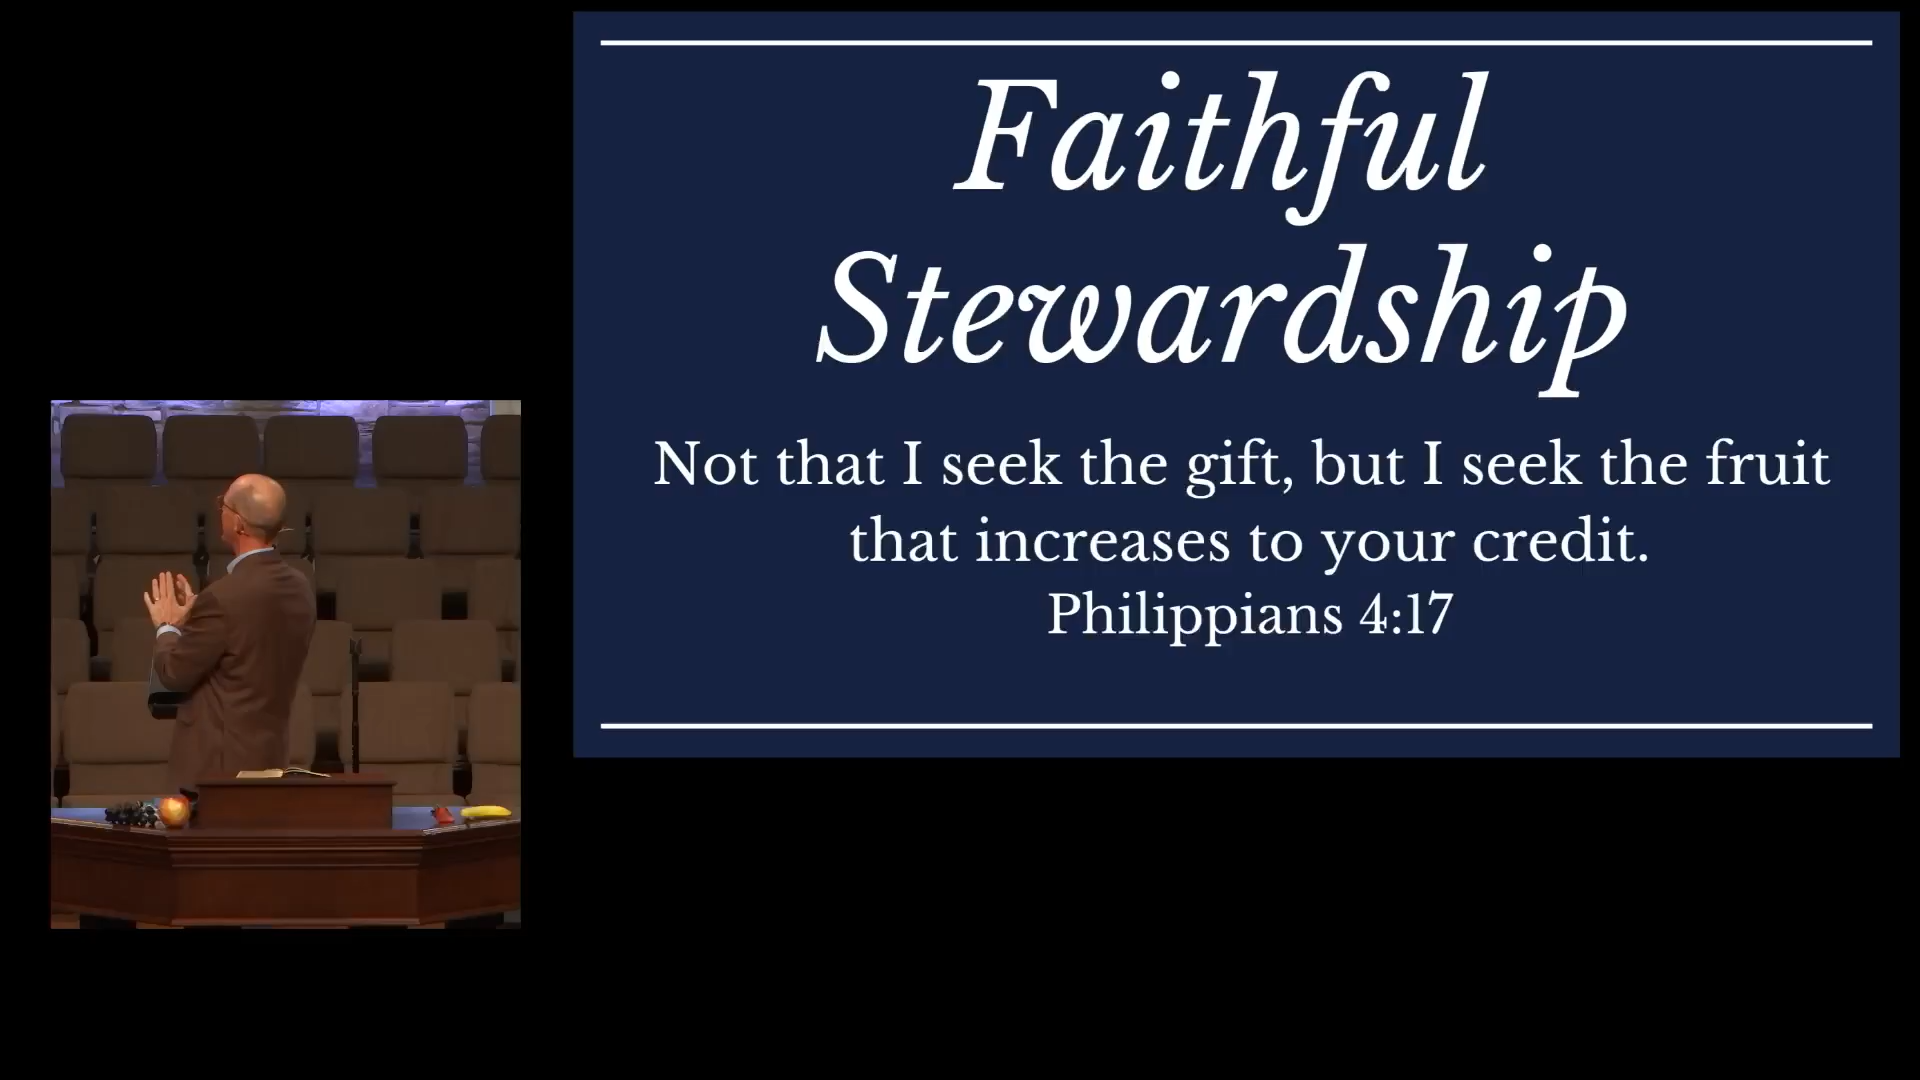 Faithful
Stewardship
Not that I seek the gift, but I seek the fruit
that increases to your credit.
Philippians 4:17